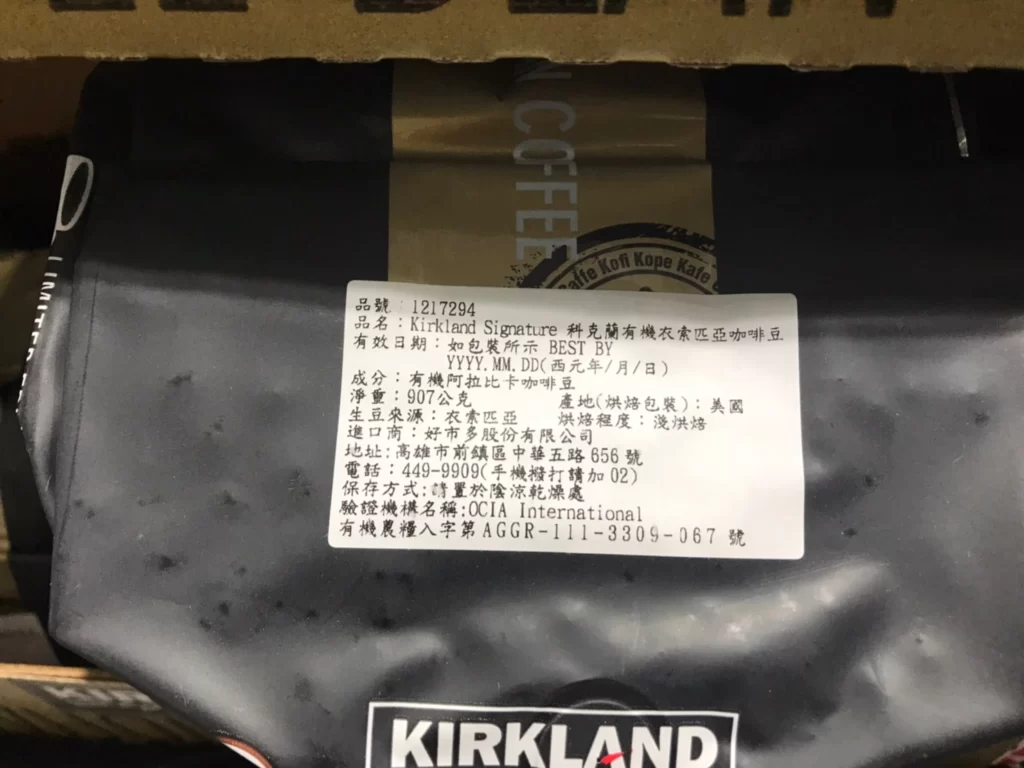 N COFFEE
affe Kofi Kope Kafe
LIMITED
品號：1217294
品名：Kirkland Signature 科克蘭有機衣索匹亞咖啡豆
有效日期：如包裝所示 BEST BY
YYYY.MM.DD(西元年/月/日)
成分：有機阿拉比卡咖啡豆
淨重：907公克 產地(烘焙包裝)：美國
生豆來源：衣索匹亞 烘焙程度：淺烘焙
進口商：好市多股份有限公司
地址:高雄市前鎮區中華五路656號
電話：449-9909(手機撥打請加02)
保存方式:請置於陰涼乾燥處
驗證機構名稱:OCIA International
有機農糧入字第AGGR-111-3309-067 號
KIRKLAND